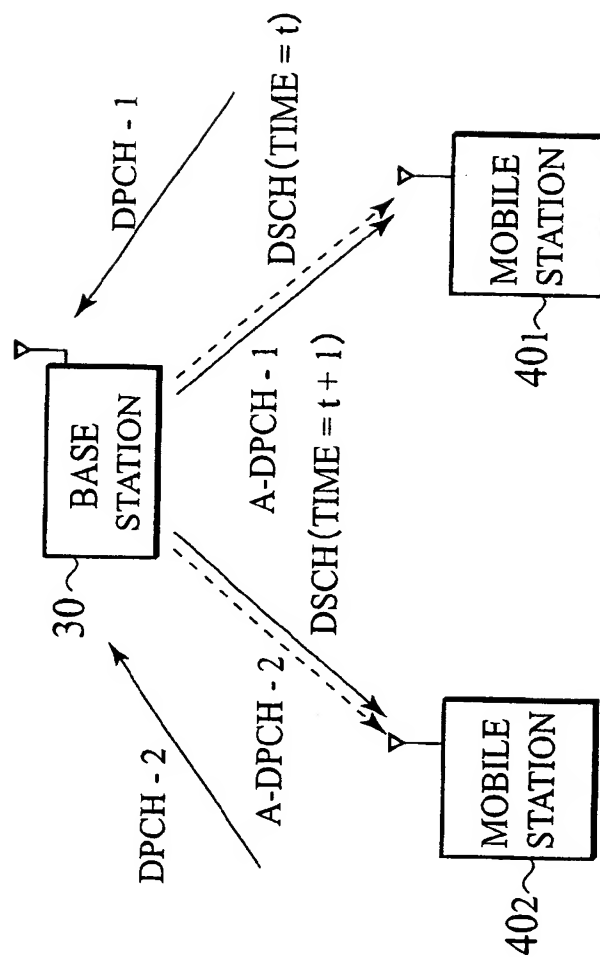 DPCH - 1
DSCH (TIME = t)
BASE
STATION
30
A-DPCH - 1
DSCH (TIME = t + 1)
DPCH - 2
A-DPCH - 2
MOBILE
STATION
401
MOBILE
STATION
402